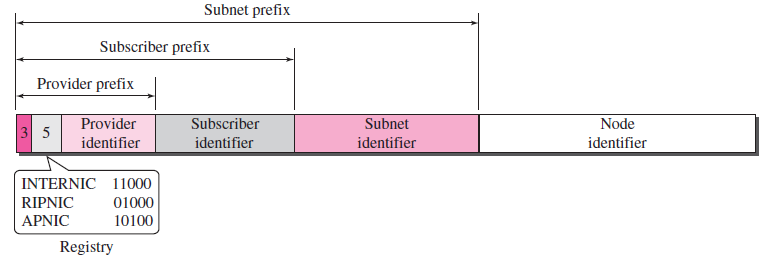 Subnet prefix
Subscriber prefix
Provider prefix
3 5 Provider identifier Subscriber identifier Subnet identifier Node identifier
INTERNIC 11000
RIPNIC 01000
APNIC 10100
Registry